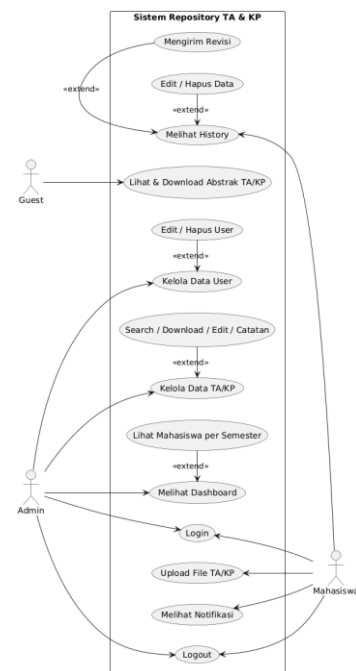 Sistem Repository TA & KP
Mengirim Revisi
Edit / Hapus Data
«extend»
«extend»
Melihat History
Lihat & Download Abstrak TA/KP
Guest
Edit / Hapus User
«extend»
Kelola Data User
Search / Download / Edit / Catatan
«extend»
Kelola Data TA/KP
Lihat Mahasiswa per Semester
«extend»
Melihat Dashboard
Admin
Login
Upload File TA/KP
Mahasiswa
Melihat Notifikasi
Logout